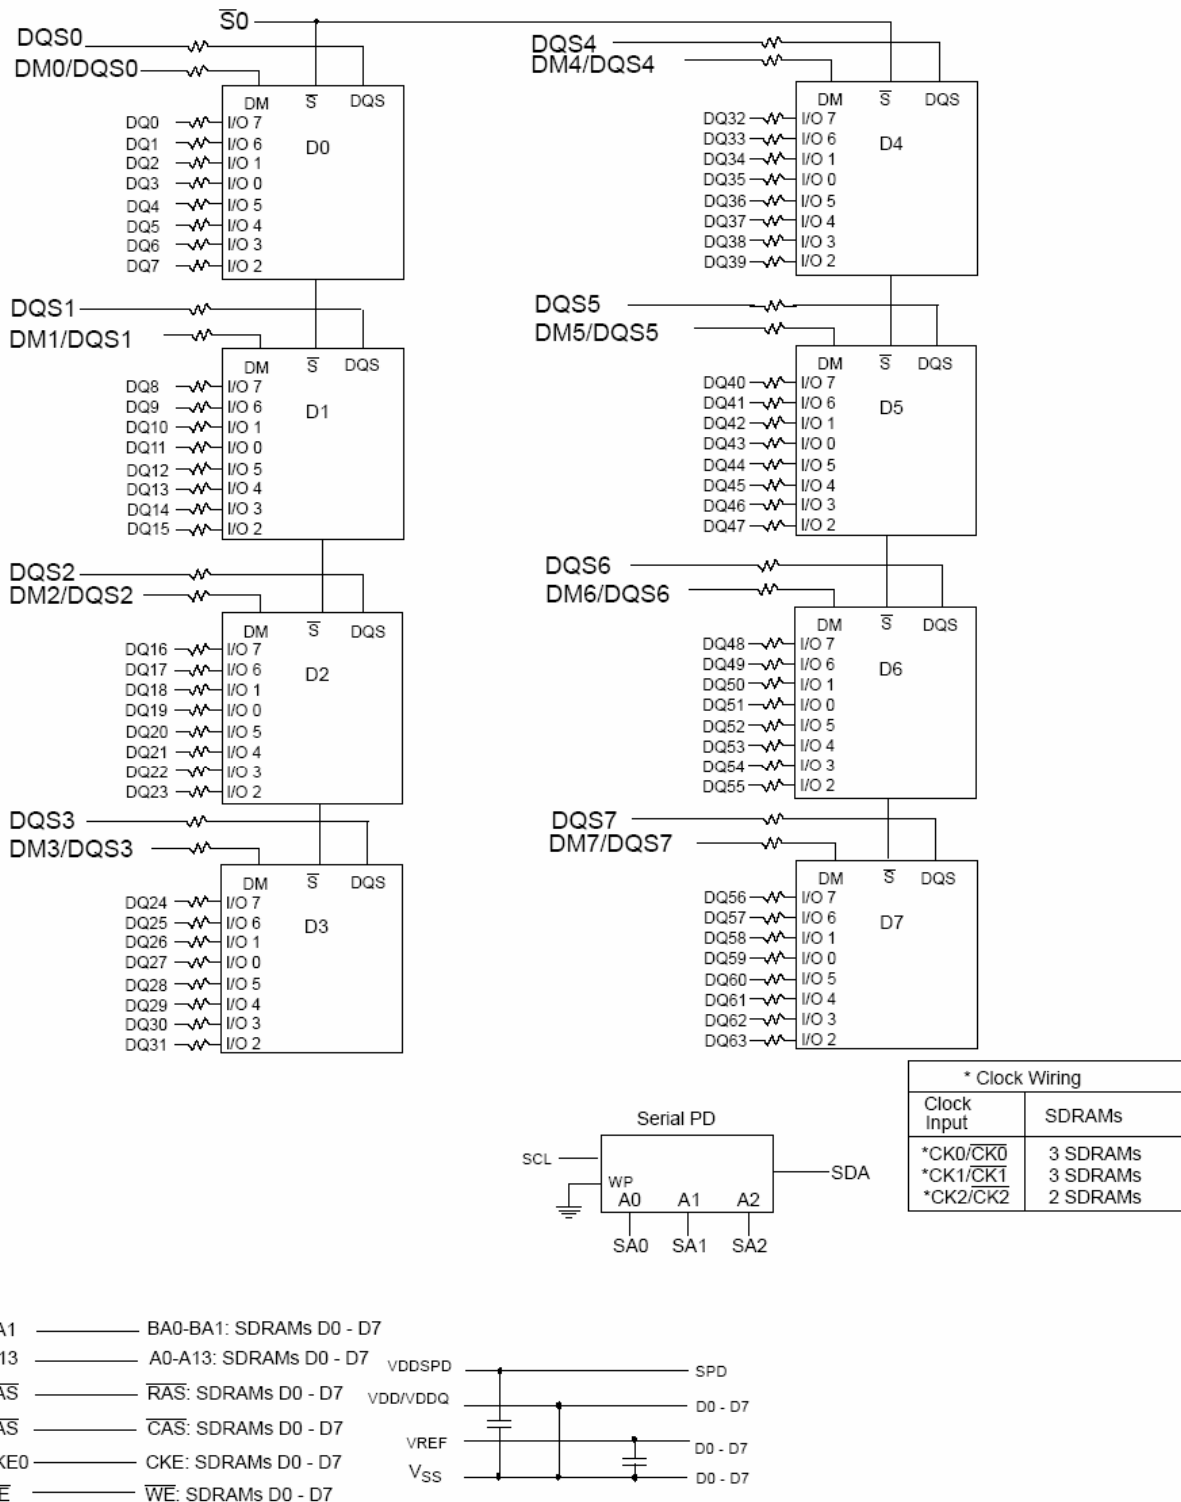 S̅0
DQS0
DM0/DQS0
DM S̅ DQS
D0
DQ0 I/O 7
DQ1 I/O 6
DQ2 I/O 1
DQ3 I/O 0
DQ4 I/O 5
DQ5 I/O 4
DQ6 I/O 3
DQ7 I/O 2
DQS1
DM1/DQS1
DM S̅ DQS
D1
DQ8 I/O 7
DQ9 I/O 6
DQ10 I/O 1
DQ11 I/O 0
DQ12 I/O 5
DQ13 I/O 4
DQ14 I/O 3
DQ15 I/O 2
DQS2
DM2/DQS2
DM S̅ DQS
D2
DQ16 I/O 7
DQ17 I/O 6
DQ18 I/O 1
DQ19 I/O 0
DQ20 I/O 5
DQ21 I/O 4
DQ22 I/O 3
DQ23 I/O 2
DQS3
DM3/DQS3
DM S̅ DQS
D3
DQ24 I/O 7
DQ25 I/O 6
DQ26 I/O 1
DQ27 I/O 0
DQ28 I/O 5
DQ29 I/O 4
DQ30 I/O 3
DQ31 I/O 2
DQS4
DM4/DQS4
DM S̅ DQS
D4
DQ32 I/O 7
DQ33 I/O 6
DQ34 I/O 1
DQ35 I/O 0
DQ36 I/O 5
DQ37 I/O 4
DQ38 I/O 3
DQ39 I/O 2
DQS5
DM5/DQS5
DM S̅ DQS
D5
DQ40 I/O 7
DQ41 I/O 6
DQ42 I/O 1
DQ43 I/O 0
DQ44 I/O 5
DQ45 I/O 4
DQ46 I/O 3
DQ47 I/O 2
DQS6
DM6/DQS6
DM S̅ DQS
D6
DQ48 I/O 7
DQ49 I/O 6
DQ50 I/O 1
DQ51 I/O 0
DQ52 I/O 5
DQ53 I/O 4
DQ54 I/O 3
DQ55 I/O 2
DQS7
DM7/DQS7
DM S̅ DQS
D7
DQ56 I/O 7
DQ57 I/O 6
DQ58 I/O 1
DQ59 I/O 0
DQ60 I/O 5
DQ61 I/O 4
DQ62 I/O 3
DQ63 I/O 2
* Clock Wiring
Clock Input SDRAMs
*CK0/C̅K̅0̅ 3 SDRAMs
*CK1/C̅K̅1̅ 3 SDRAMs
*CK2/C̅K̅2̅ 2 SDRAMs
Serial PD
SCL
WP
SDA
A0 A1 A2
SA0 SA1 SA2
A1 BA0-BA1: SDRAMs D0 - D7
13 A0-A13: SDRAMs D0 - D7
A̅S̅ R̅A̅S̅: SDRAMs D0 - D7
A̅S̅ C̅A̅S̅: SDRAMs D0 - D7
KE0 CKE: SDRAMs D0 - D7
E̅ W̅E̅: SDRAMs D0 - D7
VDDSPD SPD
VDD/VDDQ D0 - D7
VREF D0 - D7
VSS D0 - D7